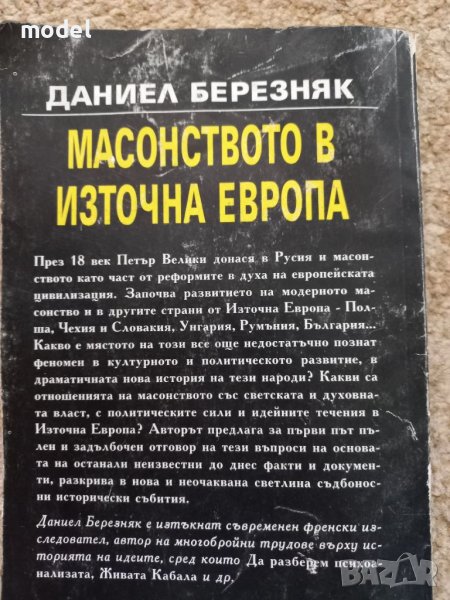 model
ДАНИЕЛ БЕРЕЗНЯК
МАСОНСТВОТО В
ИЗТОЧНА ЕВРОПА
През 18 век Петър Велики донася в Русия и масон-
ството като част от реформите в духа на европейската
цивилизация. Започва развитието на модерното ма-
сонство и в другите страни от Източна Европа - Пол-
ша, Чехия и Словакия, Унгария, Румъния, България...
Какво е мястото на този все още недостатъчно познат
феномен в културното и политическото развитие, в
драматичната нова история на тези народи? Какви са
отношенията на масонството със светската и духовна-
та власт, с политическите сили и идейните течения в
Източна Европа? Авторът предлага за първи път пъ-
лен и задълбочен отговор на тези въпроси на основа-
та на останали неизвестни до днес факти и докумен-
ти, разкрива в нова и неочаквана светлина съдбонос-
ни исторически събития.
Даниел Березняк е изтъкнат съвременен френски из-
следовател, автор на многобройни трудове върху ис-
торията на идеите, сред които Да разберем психоа-
нализата, Живата Кабала и др.
BAZAR